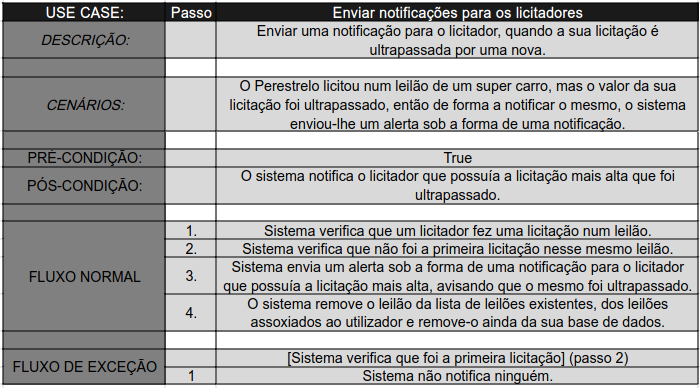 USE CASE: Passo Enviar notificações para os licitadores
DESCRIÇÃO: Enviar uma notificação para o licitador, quando a sua licitação é
ultrapassada por uma nova.
CENÁRIOS: O Perestrelo licitou num leilão de um super carro, mas o valor da sua
licitação foi ultrapassado, então de forma a notificar o mesmo, o sistema
enviou-lhe um alerta sob a forma de uma notificação.
PRÉ-CONDIÇÃO: True
PÓS-CONDIÇÃO: O sistema notifica o licitador que possuía a licitação mais alta que foi
ultrapassado.
FLUXO NORMAL
1. Sistema verifica que um licitador fez uma licitação num leilão.
2. Sistema verifica que não foi a primeira licitação nesse mesmo leilão.
3. Sistema envia um alerta sob a forma de uma notificação para o licitador
que possuía a licitação mais alta, avisando que o mesmo foi ultrapassado.
4. O sistema remove o leilão da lista de leilões existentes, dos leilões
assoxiados ao utilizador e remove-o ainda da sua base de dados.
FLUXO DE EXCEÇÃO
[Sistema verifica que foi a primeira licitação] (passo 2)
1 Sistema não notifica ninguém.